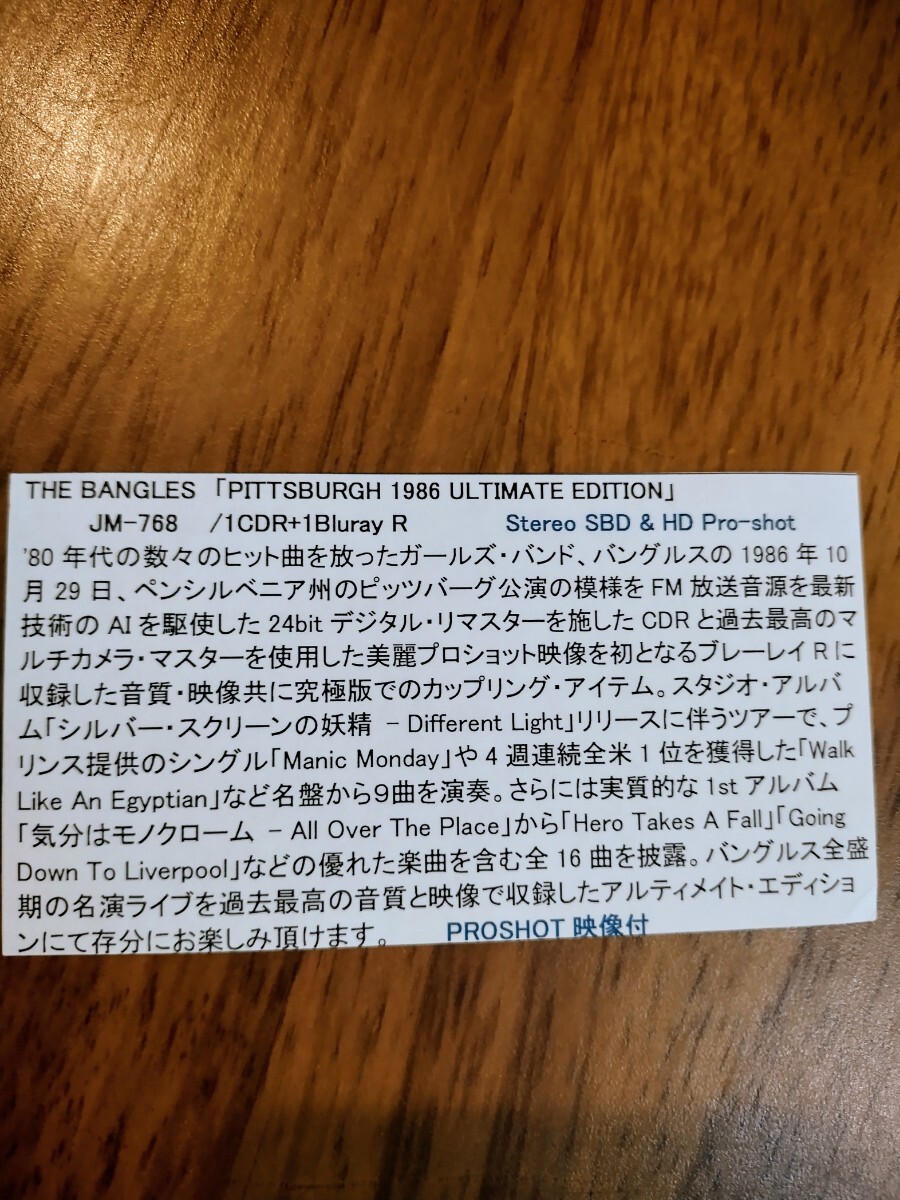 THE BANGLES 「PITTSBURGH 1986 ULTIMATE EDITION」
JM-768 /1CDR+1Bluray R Stereo SBD & HD Pro-shot
'80 年代の数々のヒット曲を放ったガールズ・バンド、バングルスの 1986 年 10
月 29 日、ペンシルベニア州のピッツバーグ公演の模様を FM 放送音源を最新
技術の AI を駆使した 24bit デジタル・リマスターを施した CDR と過去最高のマ
ルチカメラ・マスターを使用した美麗プロショット映像を初となるブルーレイ R に
収録した音質・映像共に究極版でのカップリング・アイテム。スタジオ・アルバ
ム「シルバー・スクリーンの妖精 － Different Light」リリースに伴うツアーで、プ
リンス提供のシングル「Manic Monday」や 4 週連続全米 1 位を獲得した「Walk
Like An Egyptian」など名盤から９曲を演奏。さらには実質的な 1st アルバム
「気分はモノクローム － All Over The Place」から「Hero Takes A Fall」「Going
Down To Liverpool」などの優れた楽曲を含む全 16 曲を披露。バングルス全盛
期の名演ライブを過去最高の音質と映像で収録したアルティメイト・エディショ
ンにて存分にお楽しみ頂けます。 PROSHOT 映像付